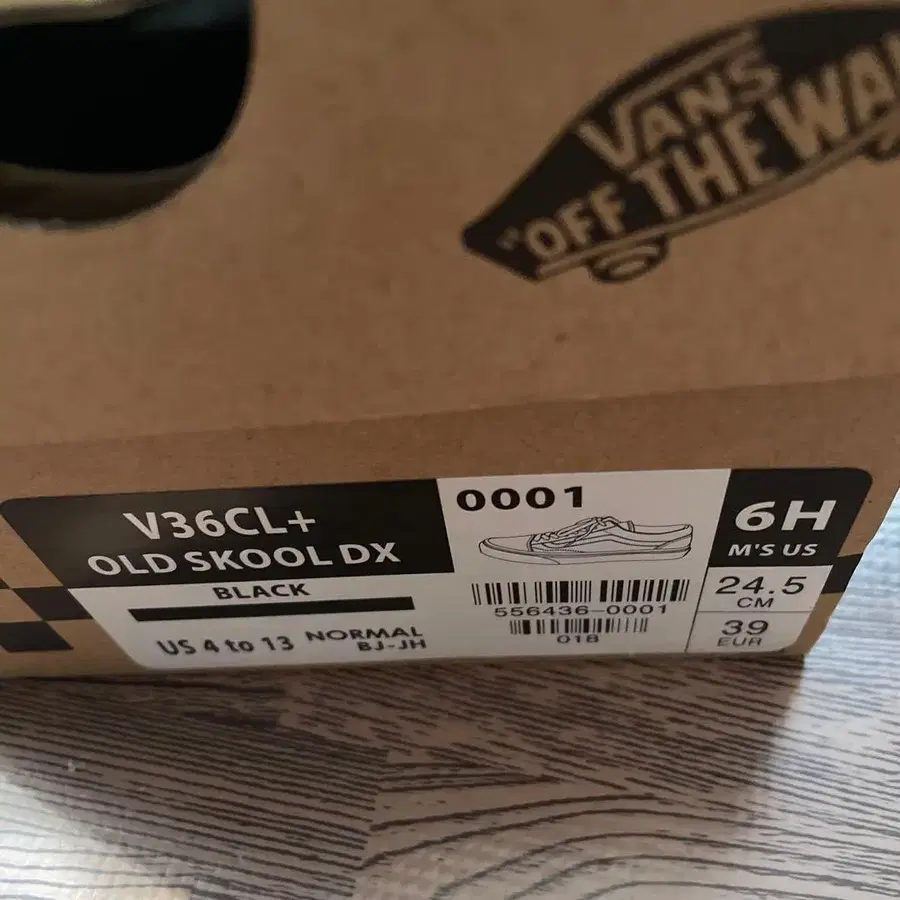 VANS
"OFF THE WA
V36CL+
OLD SKOOL DX
BLACK
US 4 to 13 NORMAL
BJ-JH
0001
556436-0001
018
6H
M'S US
24.5
CM
39
EUR